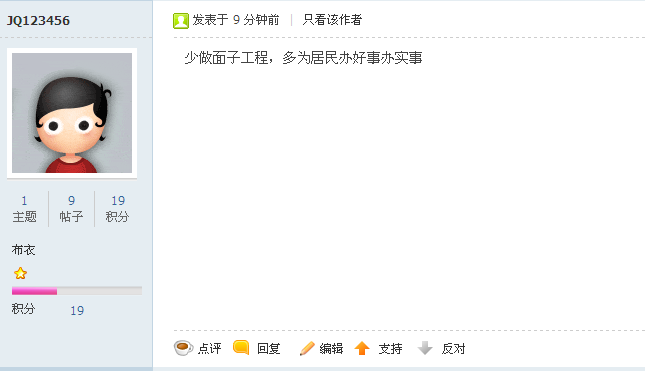 JQ123456
发表于 9 分钟前 | 只看该作者
少做面子工程，多为居民办好事办实事
1 9 19
主题 帖子 积分
布衣
积分 19
点评 回复 编辑 支持 反对